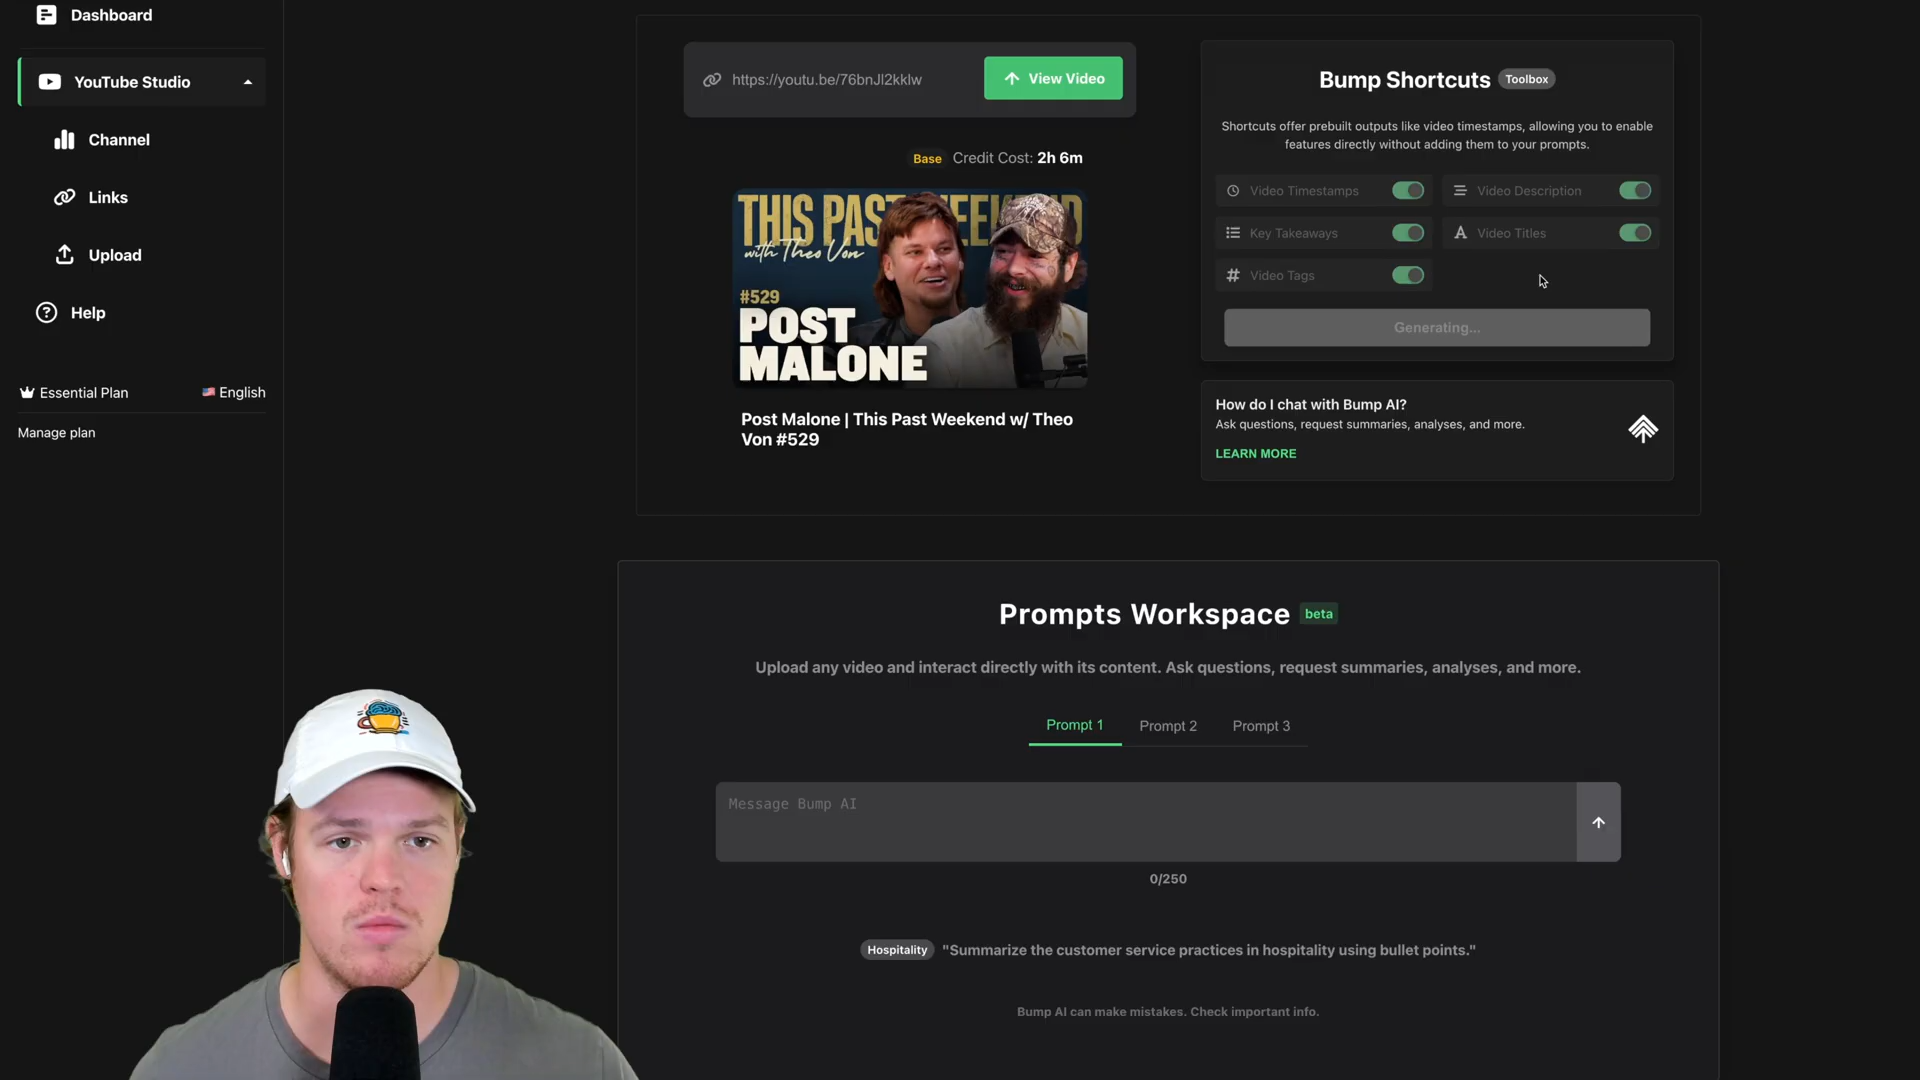 Dashboard
YouTube Studio
Channel
Links
Upload
Help
Essential Plan
English
Manage plan
https://youtu.be/76bnJl2kklw
View Video
Base Credit Cost: 2h 6m
THIS PAST WEEKEND
with Theo Von
#529
POST
MALONE
Post Malone | This Past Weekend w/ Theo
Von #529
Bump Shortcuts Toolbox
Shortcuts offer prebuilt outputs like video timestamps, allowing you to enable
features directly without adding them to your prompts.
Video Timestamps
Video Description
Key Takeaways
Video Titles
Video Tags
Generating...
How do I chat with Bump AI?
Ask questions, request summaries, analyses, and more.
LEARN MORE
Prompts Workspace beta
Upload any video and interact directly with its content. Ask questions, request summaries, analyses, and more.
Prompt 1
Prompt 2
Prompt 3
Message Bump AI
0/250
Hospitality "Summarize the customer service practices in hospitality using bullet points."
Bump AI can make mistakes. Check important info.